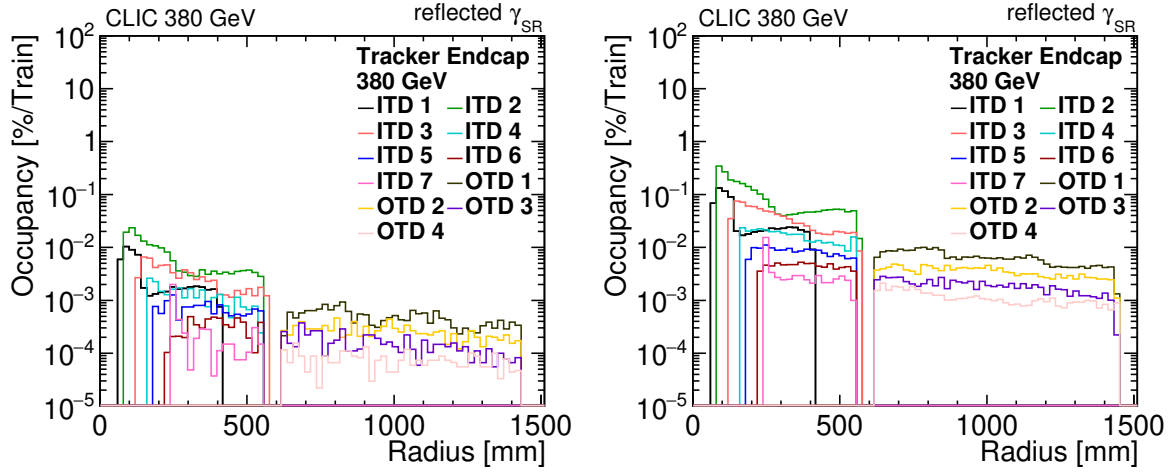 CLIC 380 GeV reflected γSR
Occupancy [%/Train]
10² 10 1 10⁻¹ 10⁻² 10⁻³ 10⁻⁴ 10⁻⁵
Tracker Endcap
380 GeV
ITD 1 ITD 2
ITD 3 ITD 4
ITD 5 ITD 6
ITD 7 OTD 1
OTD 2 OTD 3
OTD 4
0 500 1000 1500
Radius [mm]
CLIC 380 GeV reflected γSR
Occupancy [%/Train]
10² 10 1 10⁻¹ 10⁻² 10⁻³ 10⁻⁴ 10⁻⁵
Tracker Endcap
380 GeV
ITD 1 ITD 2
ITD 3 ITD 4
ITD 5 ITD 6
ITD 7 OTD 1
OTD 2 OTD 3
OTD 4
0 500 1000 1500
Radius [mm]